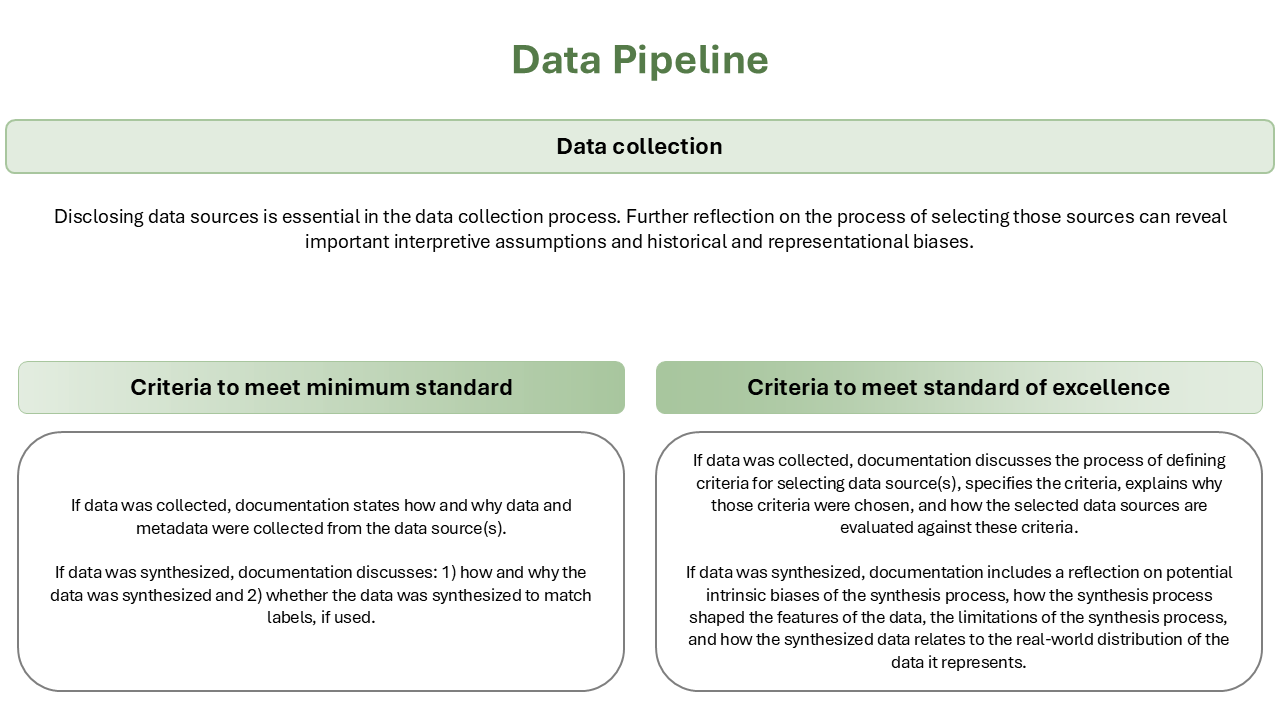 Data Pipeline
Data collection
Disclosing data sources is essential in the data collection process. Further reflection on the process of selecting those sources can reveal
important interpretive assumptions and historical and representational biases.
Criteria to meet minimum standard
If data was collected, documentation states how and why data and
metadata were collected from the data source(s).
If data was synthesized, documentation discusses: 1) how and why the
data was synthesized and 2) whether the data was synthesized to match
labels, if used.
Criteria to meet standard of excellence
If data was collected, documentation discusses the process of defining
criteria for selecting data source(s), specifies the criteria, explains why
those criteria were chosen, and how the selected data sources are
evaluated against these criteria.
If data was synthesized, documentation includes a reflection on potential
intrinsic biases of the synthesis process, how the synthesis process
shaped the features of the data, the limitations of the synthesis process,
and how the synthesized data relates to the real-world distribution of the
data it represents.